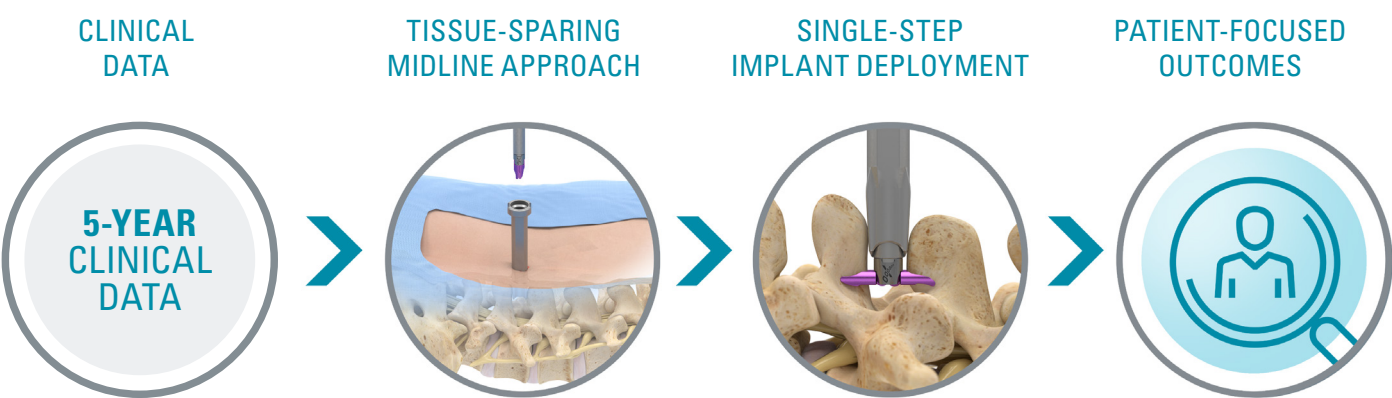 CLINICAL
DATA
TISSUE-SPARING
MIDLINE APPROACH
SINGLE-STEP
IMPLANT DEPLOYMENT
PATIENT-FOCUSED
OUTCOMES
5-YEAR
CLINICAL
DATA